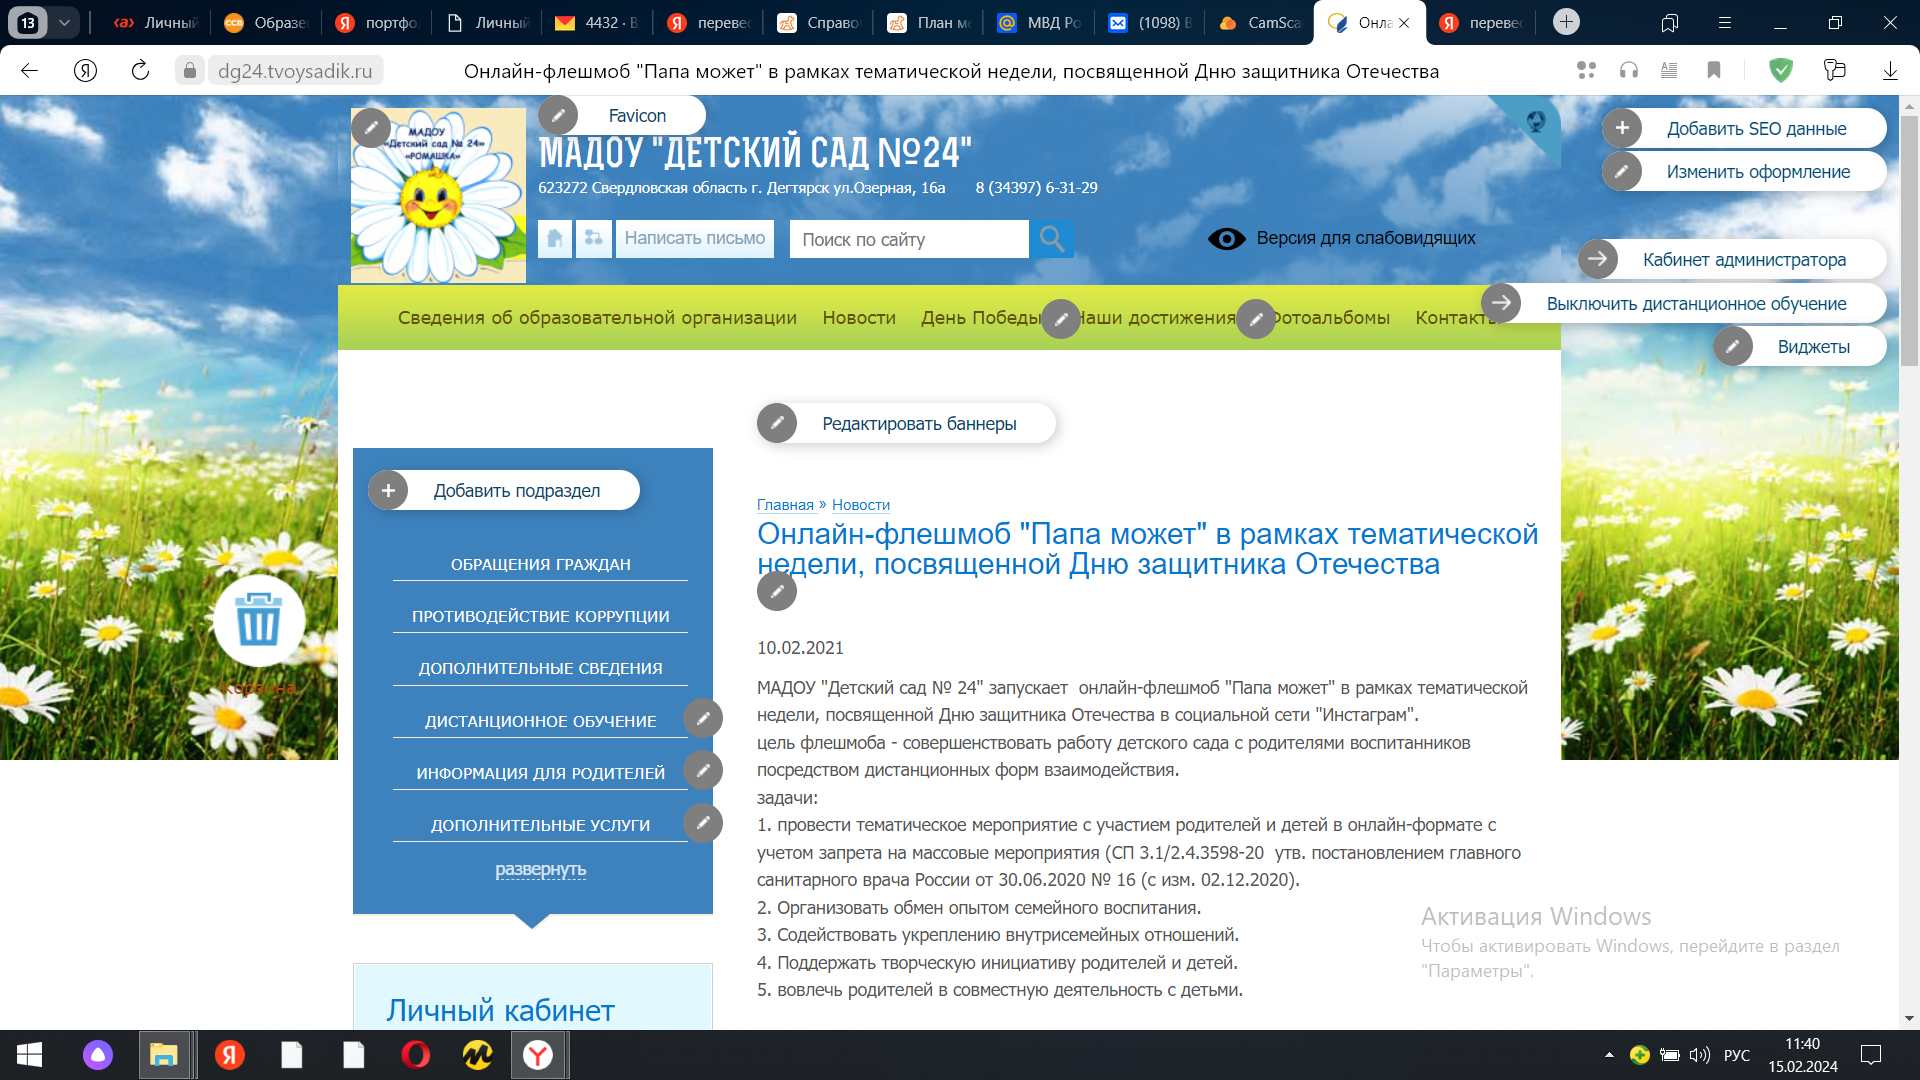 13
Личный
Образе
портфо
Личный
4432 · В
перевес
Справо
План ме
МВД Ро
(1098) В
CamSca
Онла
перевес
dg24.tvoysadik.ru
Онлайн-флешмоб "Папа может" в рамках тематической недели, посвященной Дню защитника Отечества
МАДОУ
«Детский сад № 24»
«РОМАШКА»
Favicon
МАДОУ "ДЕТСКИЙ САД №24"
623272 Свердловская область г. Дегтярск ул.Озерная, 16а 8 (34397) 6-31-29
Написать письмо
Поиск по сайту
Версия для слабовидящих
Добавить SEO данные
Изменить оформление
Кабинет администратора
Выключить дистанционное обучение
Виджеты
Сведения об образовательной организации Новости День Победы Наши достижения Фотоальбомы Контакты
Редактировать баннеры
Добавить подраздел
ОБРАЩЕНИЯ ГРАЖДАН
ПРОТИВОДЕЙСТВИЕ КОРРУПЦИИ
ДОПОЛНИТЕЛЬНЫЕ СВЕДЕНИЯ
ДИСТАНЦИОННОЕ ОБУЧЕНИЕ
ИНФОРМАЦИЯ ДЛЯ РОДИТЕЛЕЙ
ДОПОЛНИТЕЛЬНЫЕ УСЛУГИ
развернуть
Личный кабинет
Корзина
Главная » Новости
Онлайн-флешмоб "Папа может" в рамках тематической
недели, посвященной Дню защитника Отечества
10.02.2021
МАДОУ "Детский сад № 24" запускает онлайн-флешмоб "Папа может" в рамках тематической
недели, посвященной Дню защитника Отечества в социальной сети "Инстаграм".
цель флешмоба - совершенствовать работу детского сада с родителями воспитанников
посредством дистанционных форм взаимодействия.
задачи:
1. провести тематическое мероприятие с участием родителей и детей в онлайн-формате с
учетом запрета на массовые мероприятия (СП 3.1/2.4.3598-20 утв. постановлением главного
санитарного врача России от 30.06.2020 № 16 (с изм. 02.12.2020).
2. Организовать обмен опытом семейного воспитания.
3. Содействовать укреплению внутрисемейных отношений.
4. Поддержать творческую инициативу родителей и детей.
5. вовлечь родителей в совместную деятельность с детьми.
Активация Windows
Чтобы активировать Windows, перейдите в раздел
"Параметры".
РУС
11:40
15.02.2024